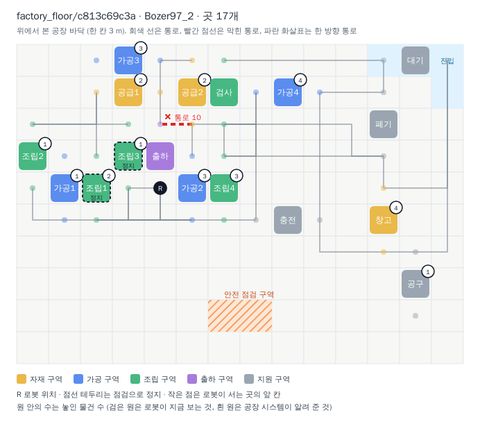 factory_floor/c813c69c3a · Bozer97_2 · 곳 17개
위에서 본 공장 바닥 (한 칸 3 m). 회색 선은 통로, 빨간 점선은 막힌 통로, 파란 화살표는 한 방향 통로
가공3 3
대기
진입
공급1 2
공급2 2
검사
가공4 4
✕ 통로 10
폐기
조립2 1
조립3 1
정지
출하
가공1 1
조립1 2
정지
R
가공2 3
조립4 3
충전
창고 4
공구 1
안전 점검 구역
자재 구역
가공 구역
조립 구역
출하 구역
지원 구역
R 로봇 위치 · 점선 테두리는 점검으로 정지 · 작은 점은 로봇이 서는 곳의 앞 칸
원 안의 수는 놓인 물건 수 (검은 원은 로봇이 지금 보는 것, 흰 원은 공장 시스템이 알려 준 것)